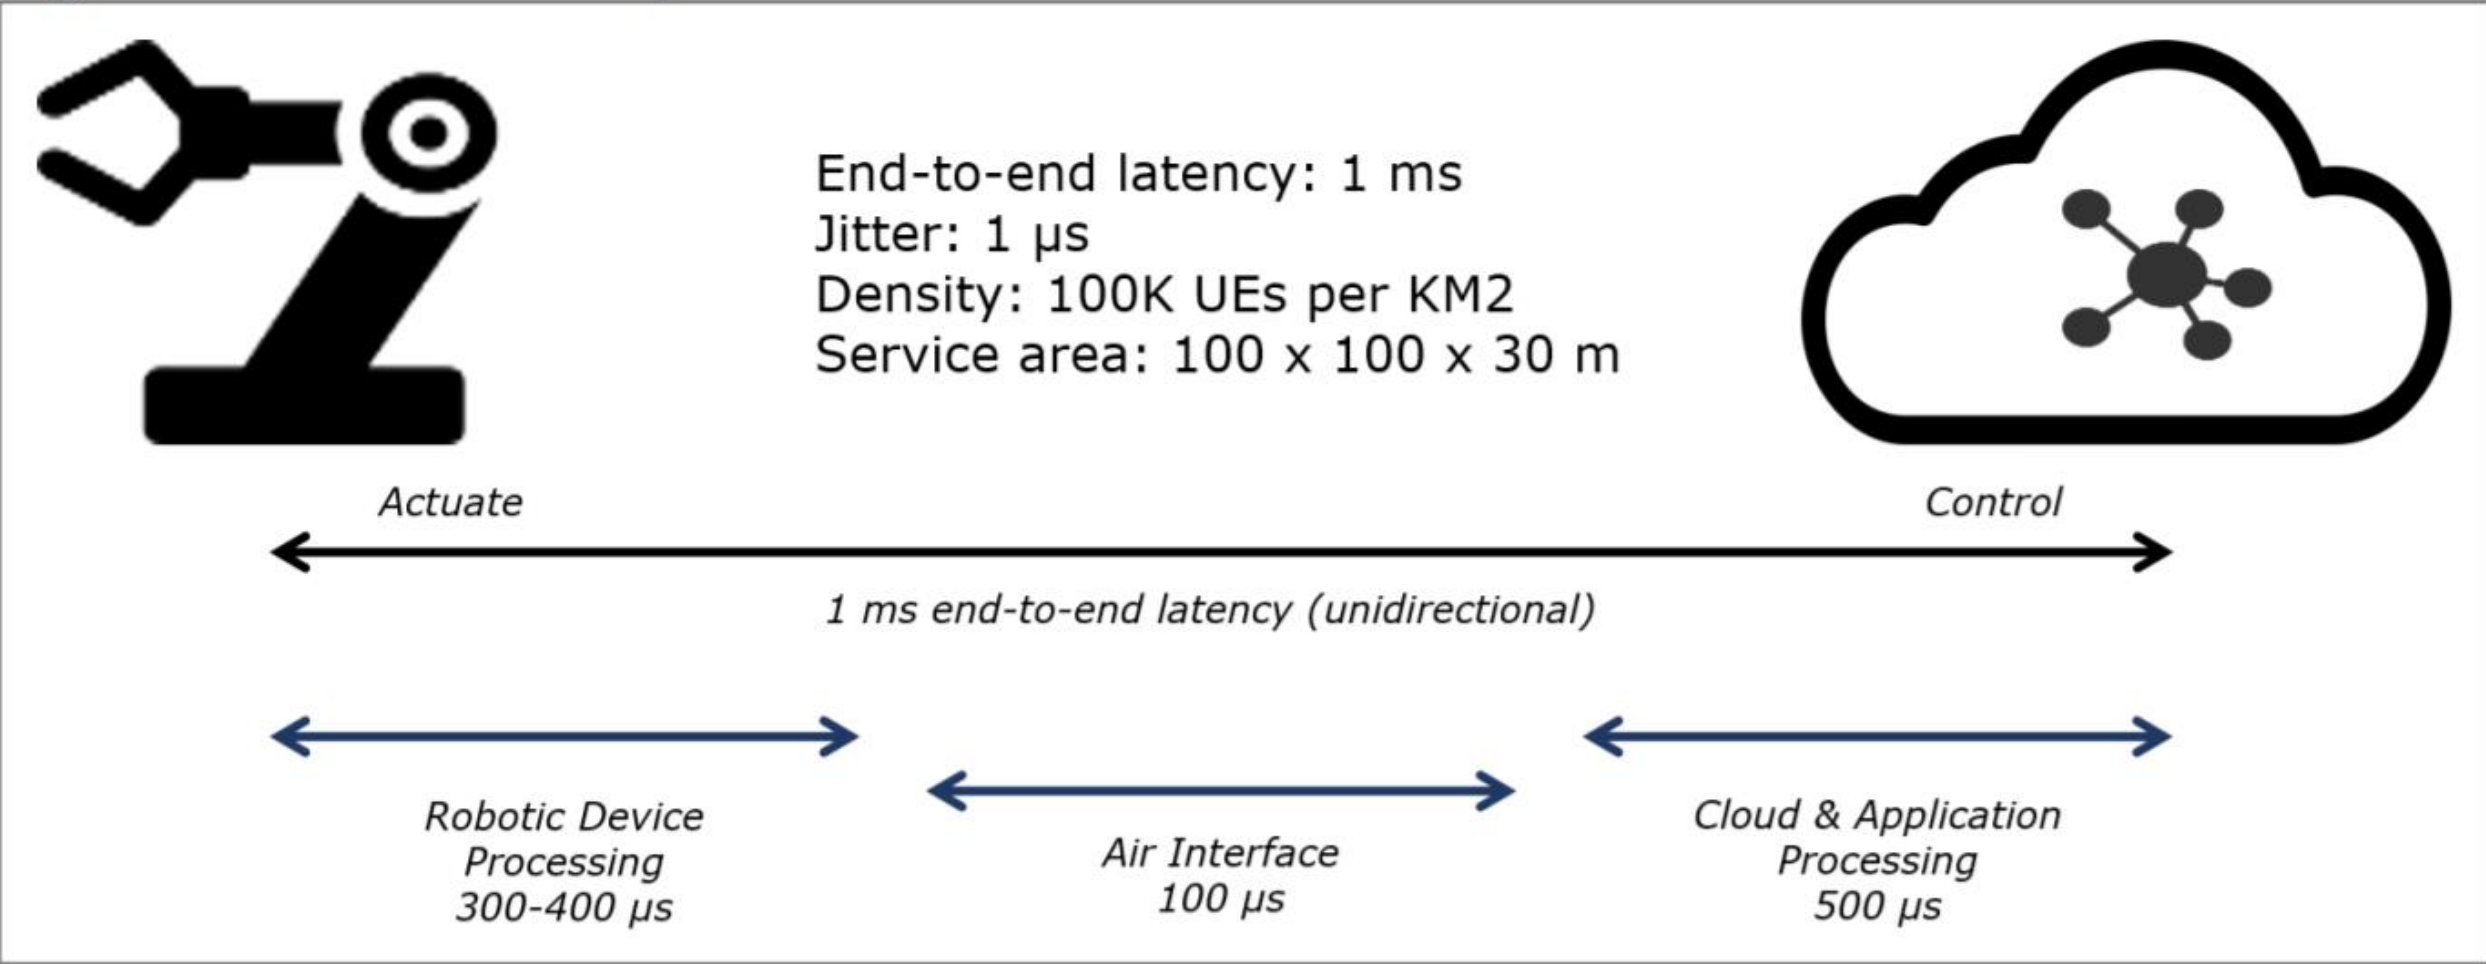 End-to-end latency: 1 ms
Jitter: 1 µs
Density: 100K UEs per KM2
Service area: 100 x 100 x 30 m
Actuate
Control
1 ms end-to-end latency (unidirectional)
Robotic Device
Processing
300-400 µs
Air Interface
100 µs
Cloud & Application
Processing
500 µs